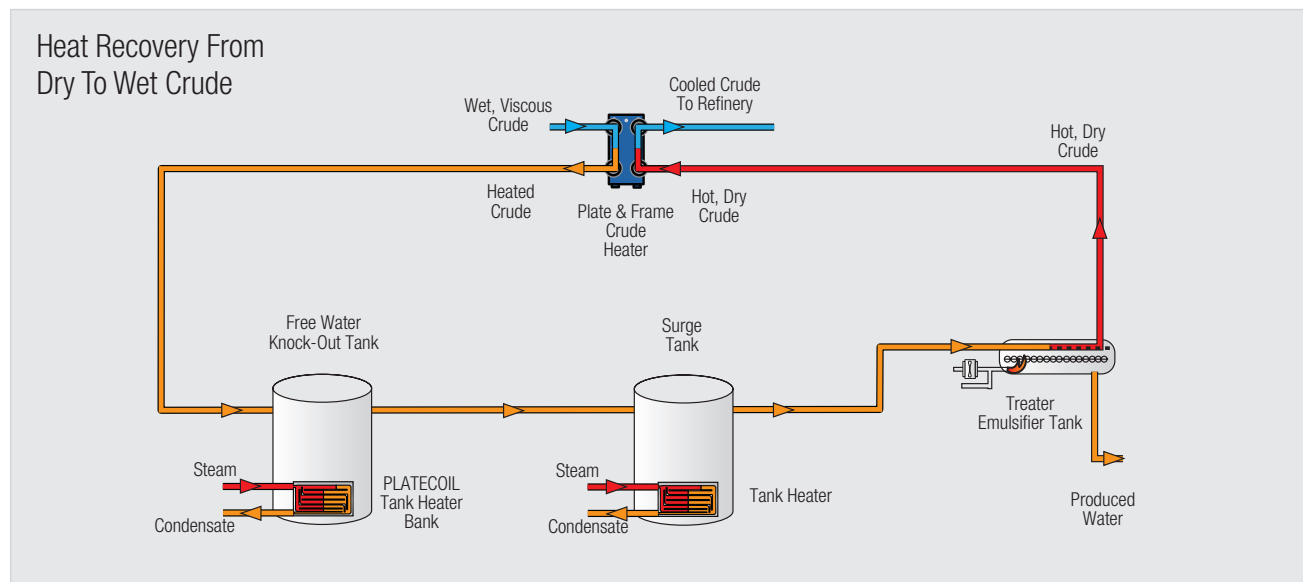 Heat Recovery From
Dry To Wet Crude
Wet, Viscous
Crude
Cooled Crude
To Refinery
Hot, Dry
Crude
Heated
Crude
Plate & Frame
Crude
Heater
Hot, Dry
Crude
Free Water
Knock-Out Tank
Surge
Tank
Treater
Emulsifier Tank
Steam
PLATECOIL
Tank Heater
Bank
Condensate
Steam
Tank Heater
Condensate
Produced
Water